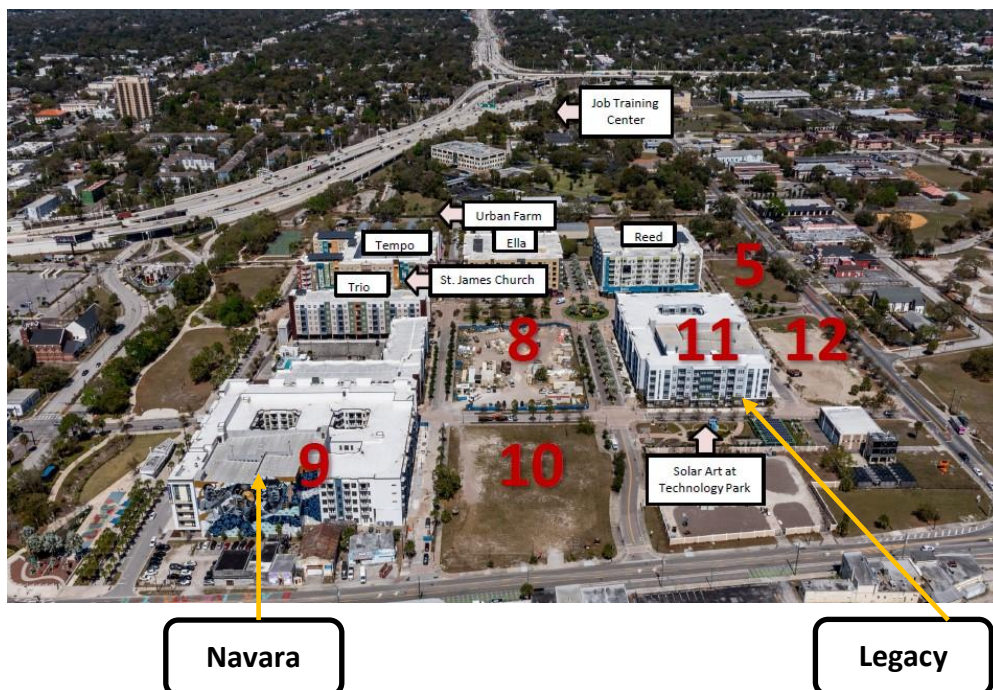 Job Training
Center
Urban Farm
Tempo
Ella
Reed
St. James Church
Trio
5
8
11
12
9
10
Solar Art at
Technology Park
Navara
Legacy